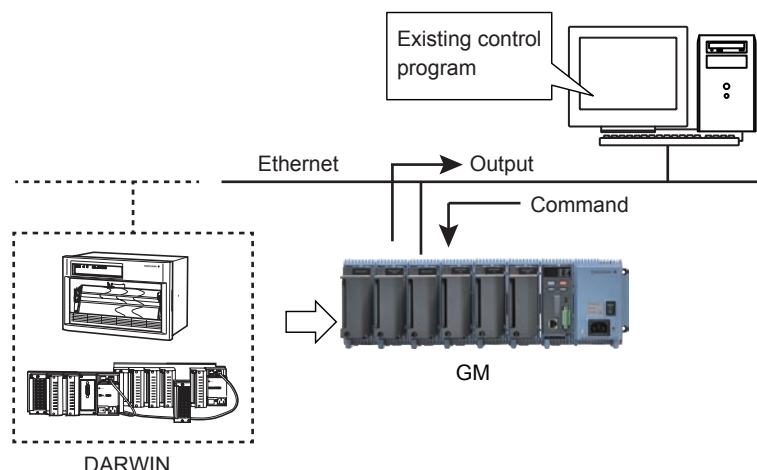 Existing control
program
Ethernet
Output
Command
GM
DARWIN